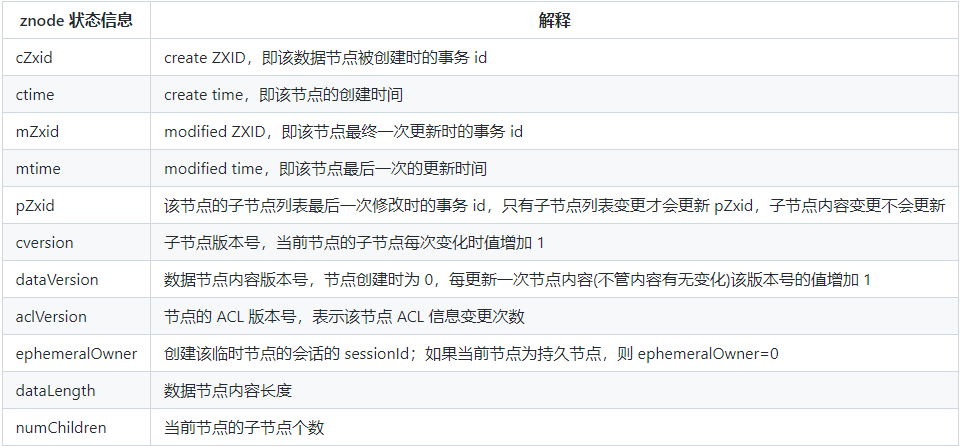 znode 状态信息 解释
cZxid create ZXID，即该数据节点被创建时的事务 id
ctime create time，即该节点的创建时间
mZxid modified ZXID，即该节点最终一次更新时的事务 id
mtime modified time，即该节点最后一次的更新时间
pZxid 该节点的子节点列表最后一次修改时的事务 id，只有子节点列表变更才会更新 pZxid，子节点内容变更不会更新
cversion 子节点版本号，当前节点的子节点每次变化时值增加 1
dataVersion 数据节点内容版本号，节点创建时为 0，每更新一次节点内容(不管内容有无变化)该版本号的值增加 1
aclVersion 节点的 ACL 版本号，表示该节点 ACL 信息变更次数
ephemeralOwner 创建该临时节点的会话的 sessionId；如果当前节点为持久节点，则 ephemeralOwner=0
dataLength 数据节点内容长度
numChildren 当前节点的子节点个数